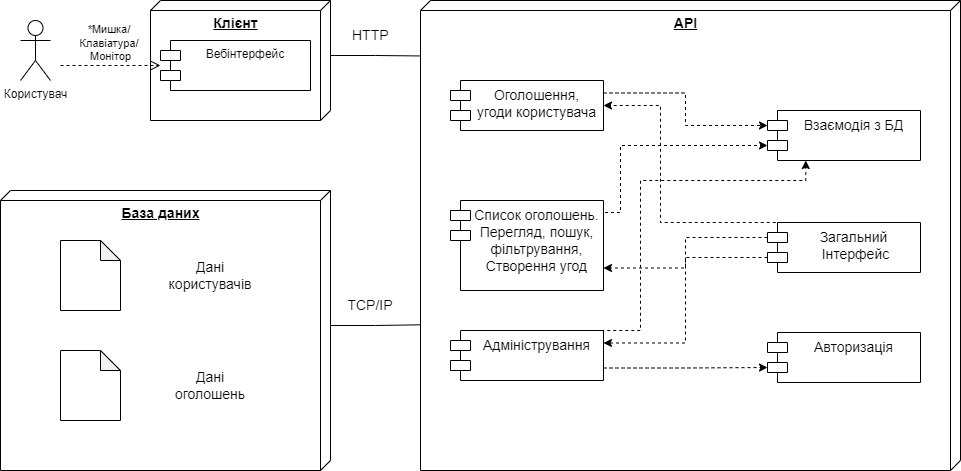 *Мишка/
Клавіатура/
Монітор
Користувач
Клієнт
Вебінтерфейс
HTTP
API
Оголошення,
угоди користувача
Взаємодія з БД
Список оголошень.
Перегляд, пошук,
фільтрування,
Створення угод
Загальний
Інтерфейс
Адміністрування
Авторизація
База даних
Дані
користувачів
Дані
оголошень
TCP/IP